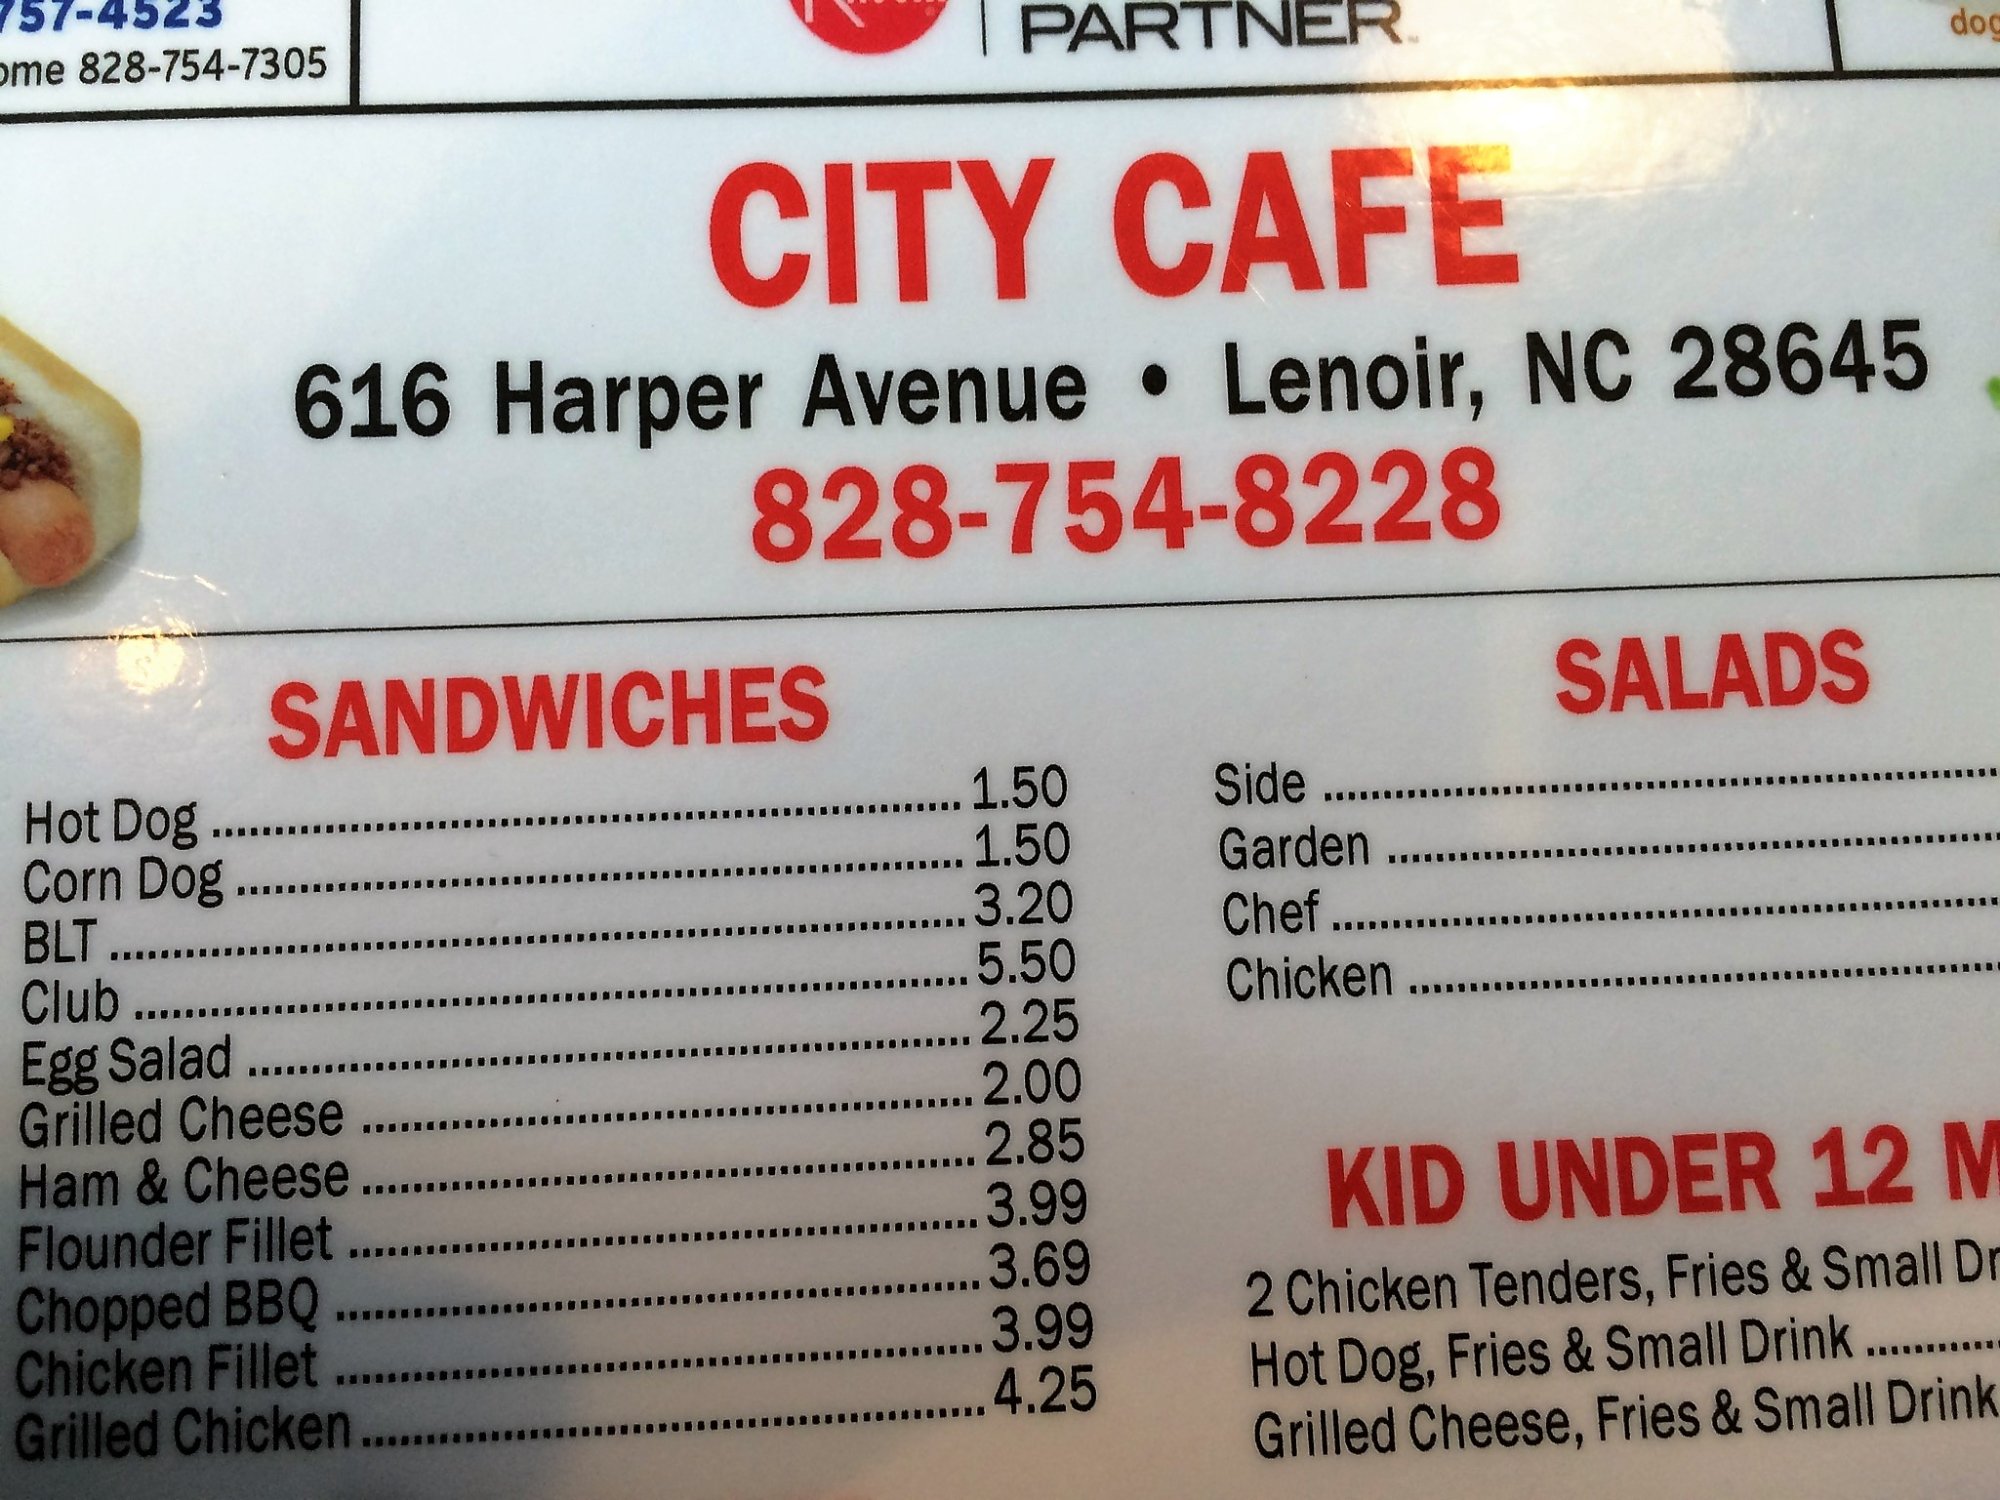 757-4523
ome 828-754-7305
PARTNER
dog
CITY CAFE
616 Harper Avenue • Lenoir, NC 28645
828-754-8228
SANDWICHES
Hot Dog 1.50
Corn Dog 1.50
BLT 3.20
Club 5.50
Egg Salad 2.25
Grilled Cheese 2.00
Ham & Cheese 2.85
Flounder Fillet 3.99
Chopped BBQ 3.69
Chicken Fillet 3.99
Grilled Chicken 4.25
SALADS
Side
Garden
Chef
Chicken
KID UNDER 12 M
2 Chicken Tenders, Fries & Small Dr
Hot Dog, Fries & Small Drink
Grilled Cheese, Fries & Small Drink